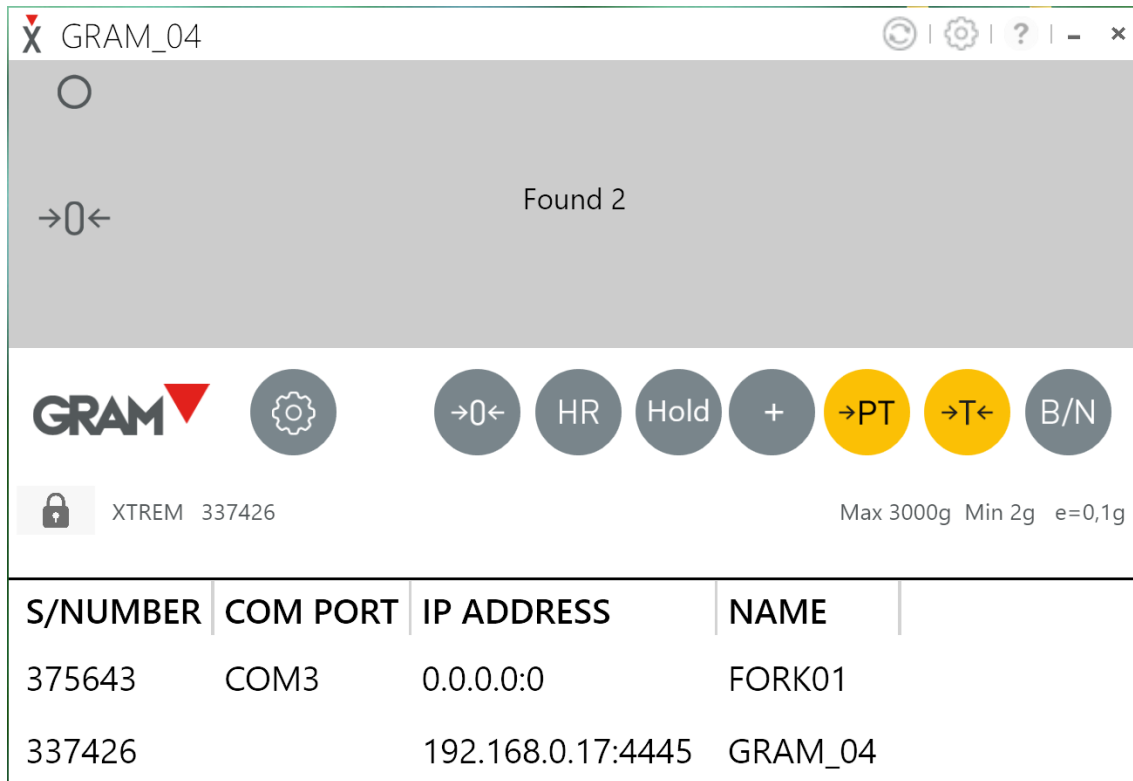 GRAM_04 ?
→0←
Found 2
GRAM →0← HR Hold + →PT →T← B/N
XTREM 337426 Max 3000g Min 2g e=0,1g
S/NUMBER COM PORT IP ADDRESS NAME
375643 COM3 0.0.0.0:0 FORK01
337426 192.168.0.17:4445 GRAM_04